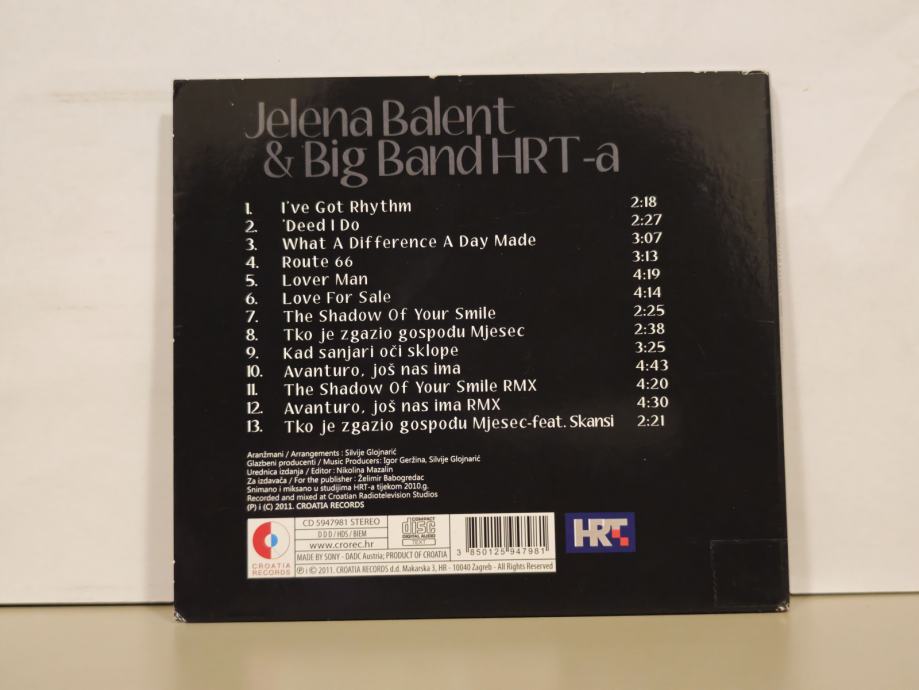 Jelena Balent
& Big Band HRT-a
1. I've Got Rhythm 2:18
2. 'Deed I Do 2:27
3. What A Difference A Day Made 3:07
4. Route 66 3:13
5. Lover Man 4:19
6. Love For Sale 4:14
7. The Shadow Of Your Smile 2:25
8. Tko je zgazio gospođu Mjesec 2:38
9. Kad sanjari oči sklope 3:25
10. Avanturo, još nas ima 4:43
11. The Shadow Of Your Smile RMX 4:20
12. Avanturo, još nas ima RMX 4:30
13. Tko je zgazio gospođu Mjesec-feat. Skansi 2:21
Aranžmani / Arrangements : Silvije Glojnarić
Glazbeni producenti / Music Producers: Igor Geržina, Silvije Glojnarić
Urednica izdanja / Editor : Nikolina Mazalin
Za izdavača / For the publisher : Želimir Babogredac
Snimano i miksano u studijima HRT-a tijekom 2010.g.
Recorded and mixed at Croatian Radiotelevision Studios
(P) i (C) 2011. CROATIA RECORDS
CROATIA
RECORDS
CD 5947981 STEREO
DDD/HDS/BIEM
www.crorec.hr
MADE BY SONY - DADC Austria; PRODUCT OF CROATIA
COMPACT
disc
DIGITAL AUDIO
TEXT
3 850125 947981
Ⓟ i © 2011. CROATIA RECORDS d.d. Makarska 3, HR - 10040 Zagreb - All Rights Reserved
HRT